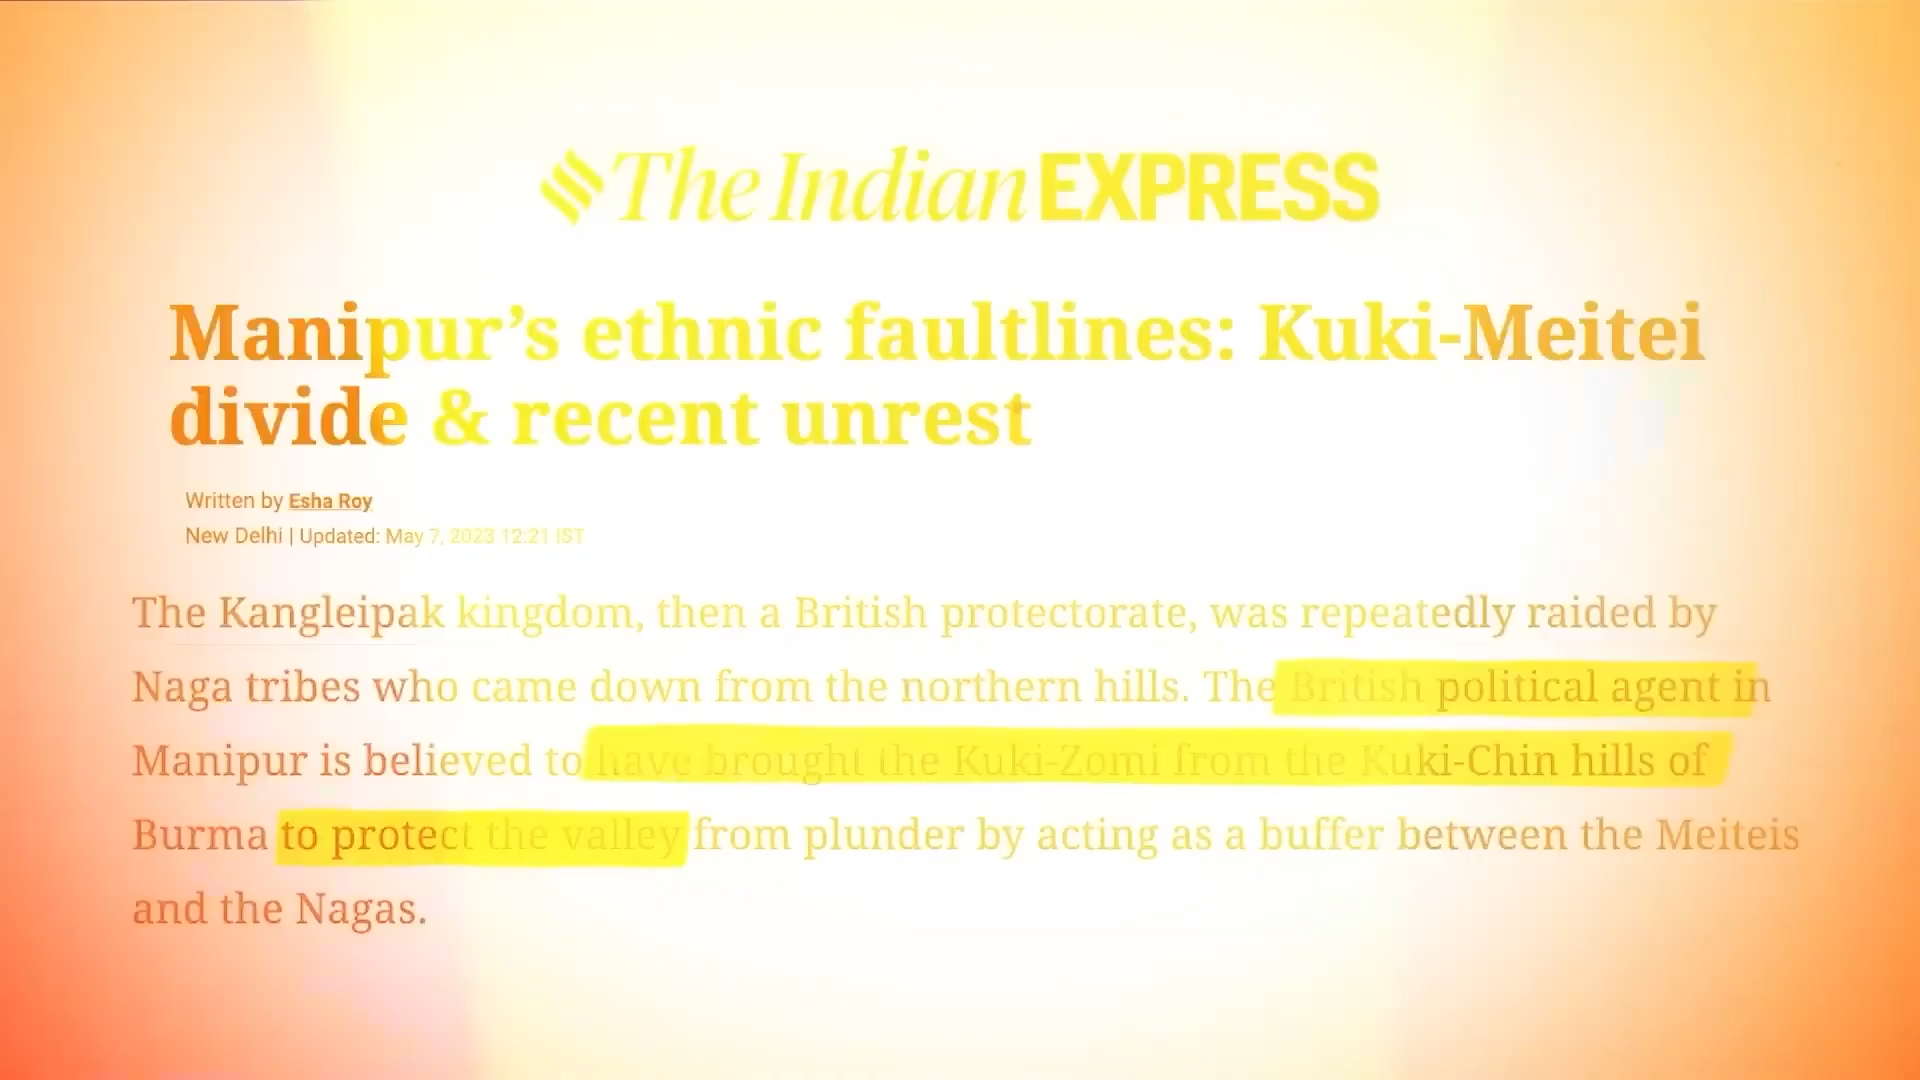 The Indian EXPRESS
Manipur’s ethnic faultlines: Kuki-Meitei
divide & recent unrest
Written by Esha Roy
New Delhi | Updated: May 7, 2023 12:21 IST
The Kangleipak kingdom, then a British protectorate, was repeatedly raided by
Naga tribes who came down from the northern hills. The British political agent in
Manipur is believed to have brought the Kuki-Zomi from the Kuki-Chin hills of
Burma to protect the valley from plunder by acting as a buffer between the Meiteis
and the Nagas.